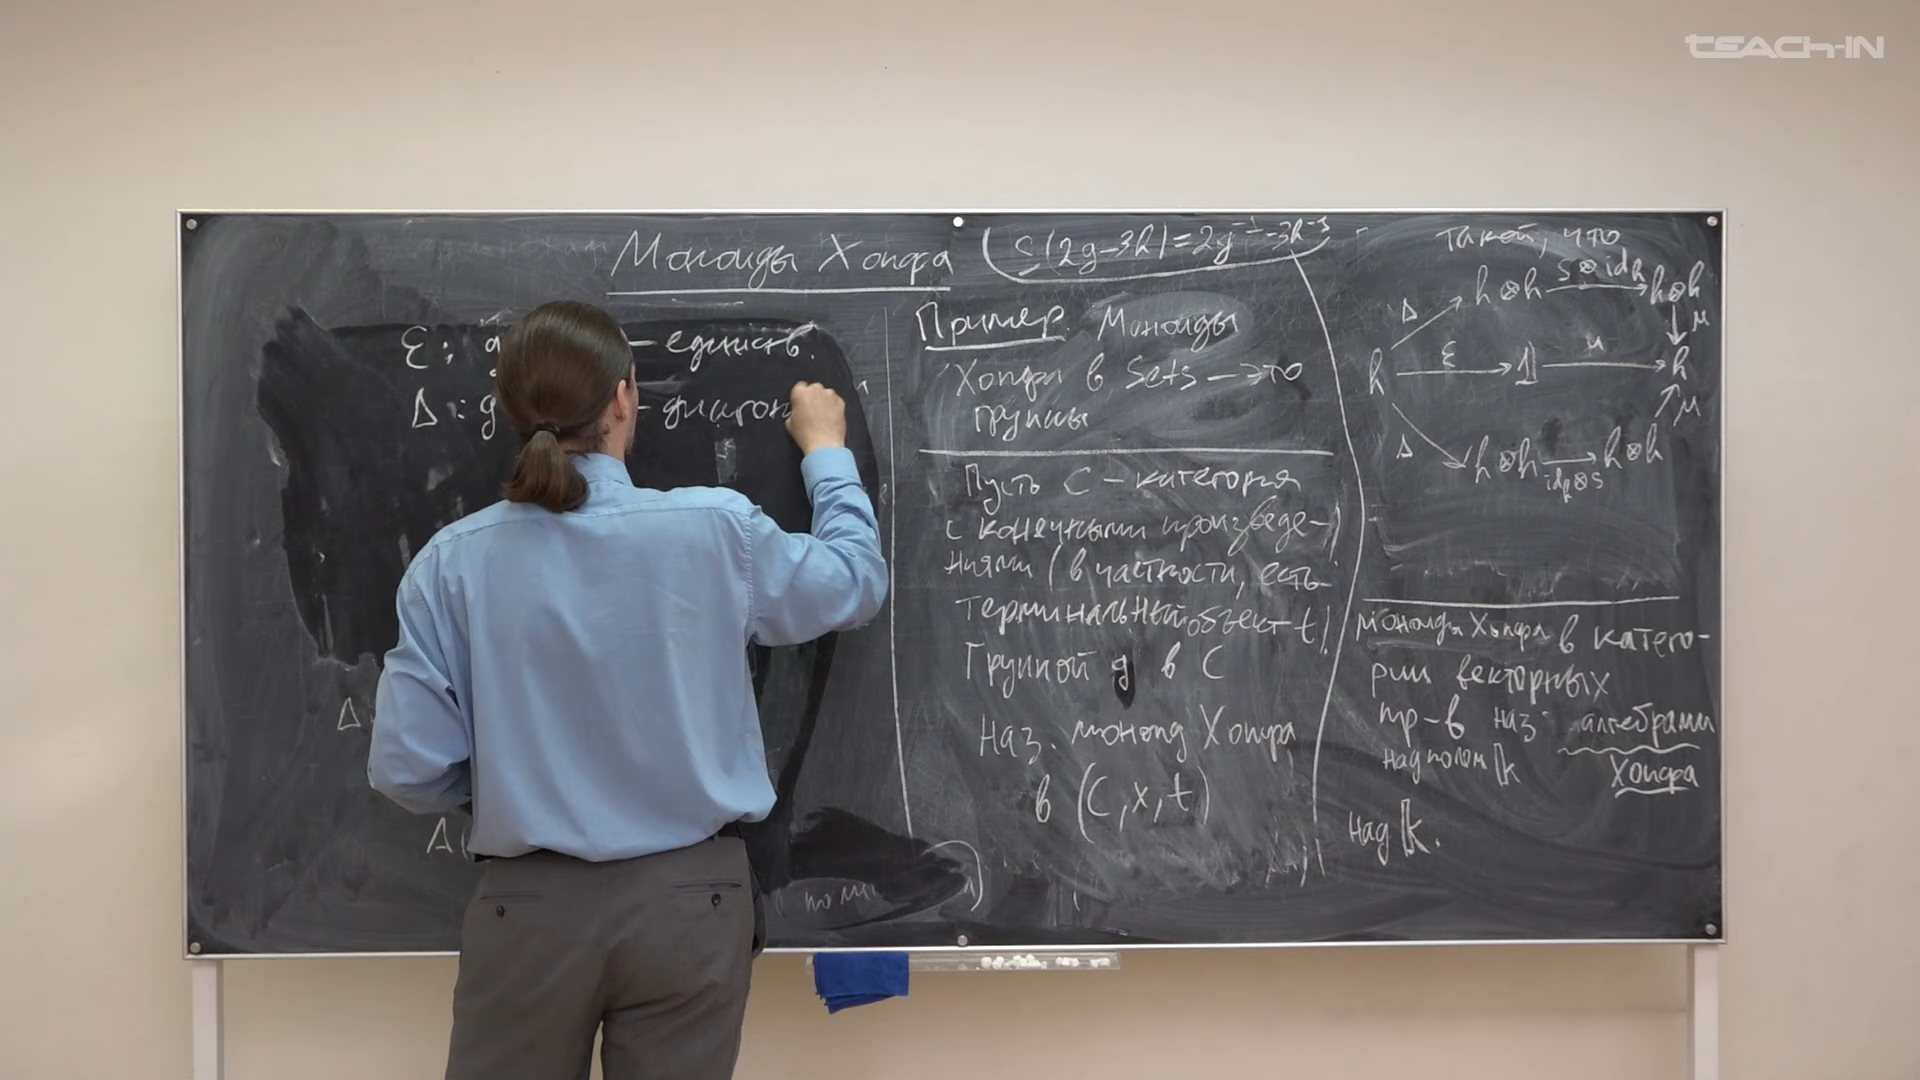 TEACH-IN
Моноиды Хопфа
S(2g-3h)=2g⁻¹-3h⁻¹
ε: g — единств.
Δ: g — диагон
Δ
Δ(
Пример. Моноиды
Хопфа в Sets — это
группы
Пусть C — категория
с конечными произведе-
ниями (в частности, есть
терминальный объект t).
Группой g в C
наз. моноид Хопфа
в (C, x, t)
такой, что
Δ h ⊗ h S ⊗ id_h h ⊗ h
μ
h ε 1 u h
μ
Δ h ⊗ h id_h ⊗ S h ⊗ h
Моноиды Хопфа в катего-
рии векторных
пр-в наз. алгебрами
над полем k Хопфа
над k.